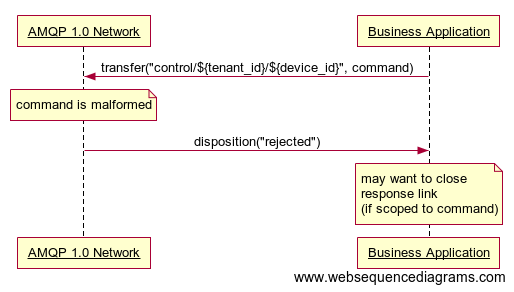 AMQP 1.0 Network
Business Application
transfer("control/${tenant_id}/${device_id}", command)
command is malformed
disposition("rejected")
may want to close
response link
(if scoped to command)
AMQP 1.0 Network
Business Application
www.websequencediagrams.com